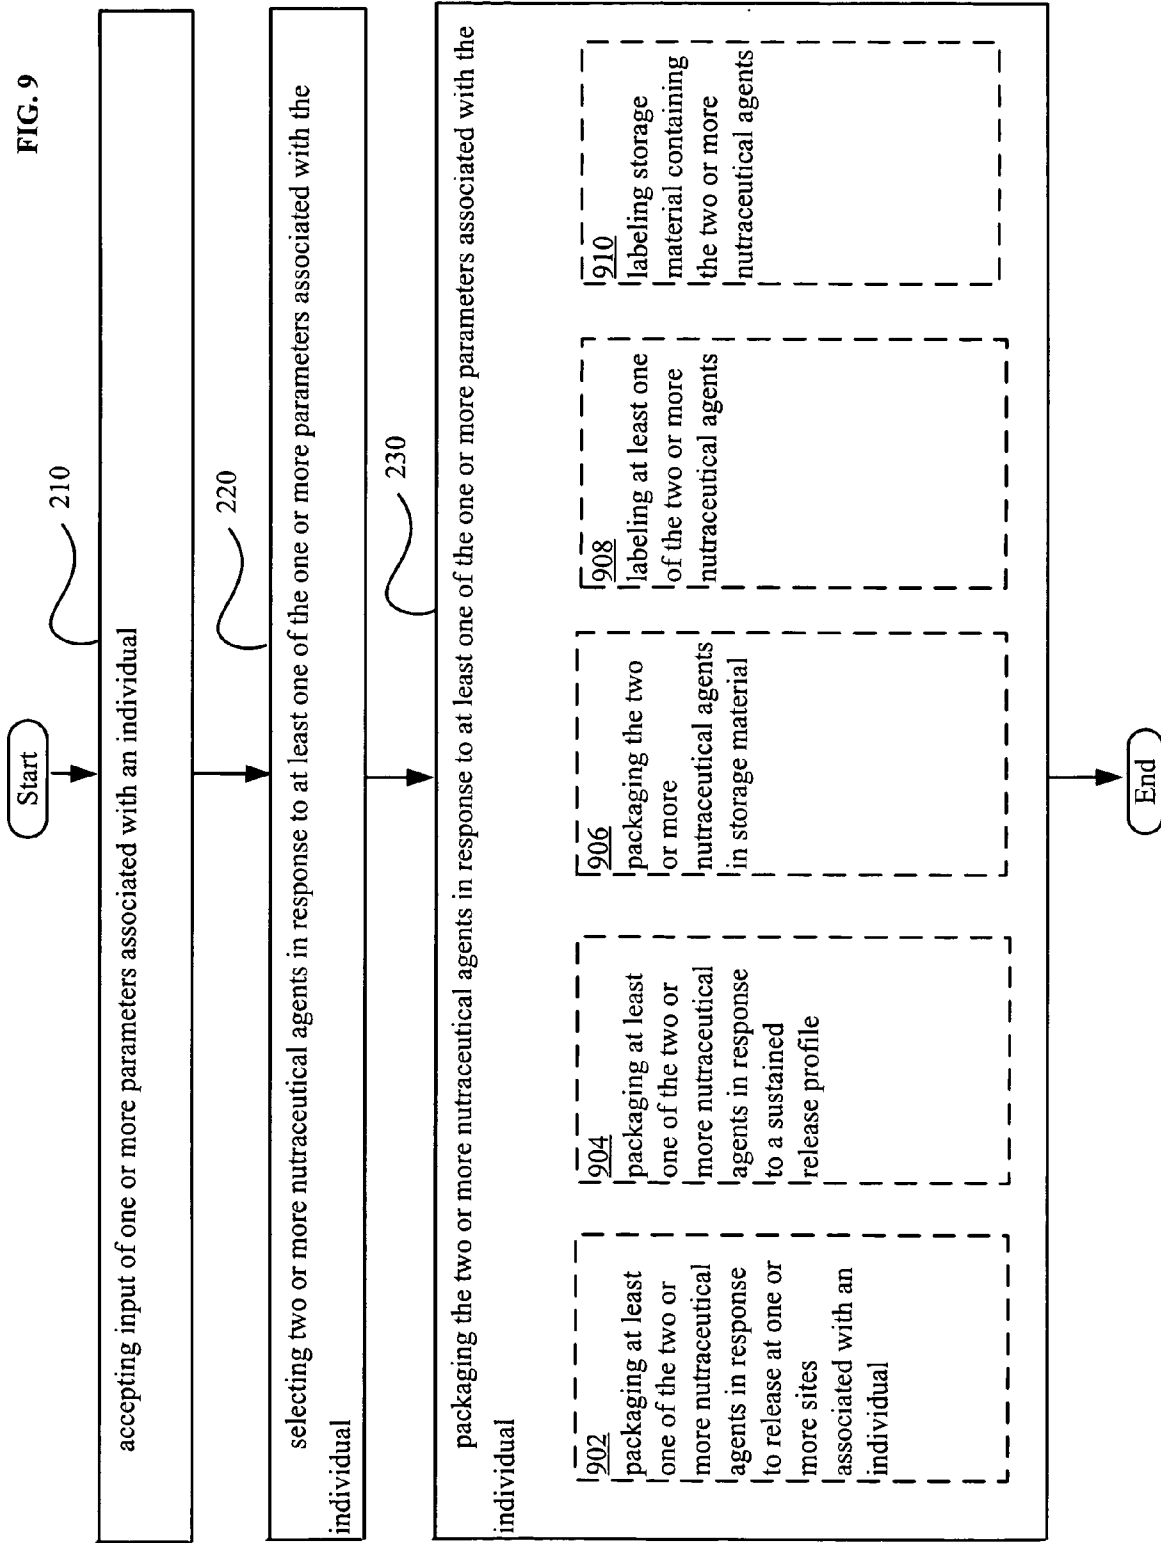 FIG. 9
Start
210
accepting input of one or more parameters associated with an individual
220
selecting two or more nutraceutical agents in response to at least one of the one or more parameters associated with the
individual
230
packaging the two or more nutraceutical agents in response to at least one of the one or more parameters associated with the
individual
902
packaging at least
one of the two or
more nutraceutical
agents in response
to release at one or
more sites
associated with an
individual
904
packaging at least
one of the two or
more nutraceutical
agents in response
to a sustained
release profile
906
packaging the two
or more
nutraceutical agents
in storage material
908
labeling at least one
of the two or more
nutraceutical agents
910
labeling storage
material containing
the two or more
nutraceutical agents
End